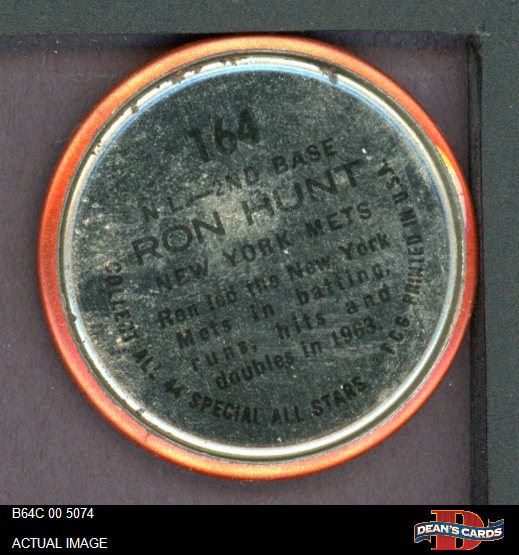 164
N.L.—2ND BASE
RON HUNT
NEW YORK METS
Ron led the New York
Mets in batting,
runs, hits and
doubles in 1963.
COLLECT ALL 44 SPECIAL ALL STARS
T.C.G. PRINTED IN U.S.A.
B64C 00 5074
ACTUAL IMAGE
DEAN'S CARDS